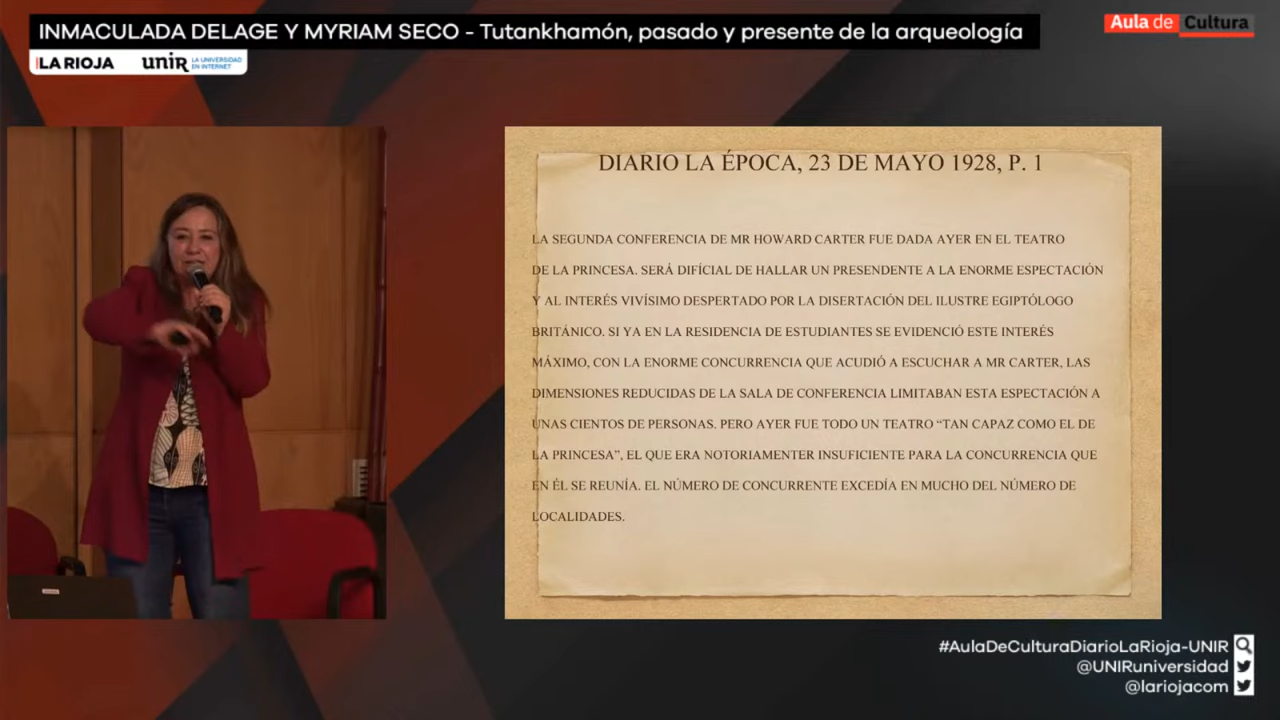 INMACULADA DELAGE Y MYRIAM SECO - Tutankhamón, pasado y presente de la arqueología
Aula de Cultura
LA RIOJA
unir LA UNIVERSIDAD
EN INTERNET
DIARIO LA ÉPOCA, 23 DE MAYO 1928, P. 1
LA SEGUNDA CONFERENCIA DE MR HOWARD CARTER FUE DADA AYER EN EL TEATRO
DE LA PRINCESA. SERÁ DIFÍCIAL DE HALLAR UN PRESENDENTE A LA ENORME ESPECTACIÓN
Y AL INTERÉS VIVÍSIMO DESPERTADO POR LA DISERTACIÓN DEL ILUSTRE EGIPTÓLOGO
BRITÁNICO. SI YA EN LA RESIDENCIA DE ESTUDIANTES SE EVIDENCIÓ ESTE INTERÉS
MÁXIMO, CON LA ENORME CONCURRENCIA QUE ACUDIÓ A ESCUCHAR A MR CARTER, LAS
DIMENSIONES REDUCIDAS DE LA SALA DE CONFERENCIA LIMITABAN ESTA ESPECTACIÓN A
UNAS CIENTOS DE PERSONAS. PERO AYER FUE TODO UN TEATRO “TAN CAPAZ COMO EL DE
LA PRINCESA”, EL QUE ERA NOTORIAMENTER INSUFICIENTE PARA LA CONCURRENCIA QUE
EN ÉL SE REUNÍA. EL NÚMERO DE CONCURRENTE EXCEDÍA EN MUCHO DEL NÚMERO DE
LOCALIDADES.
#AulaDeCulturaDiarioLaRioja-UNIR
@UNIRuniversidad
@lariojacom